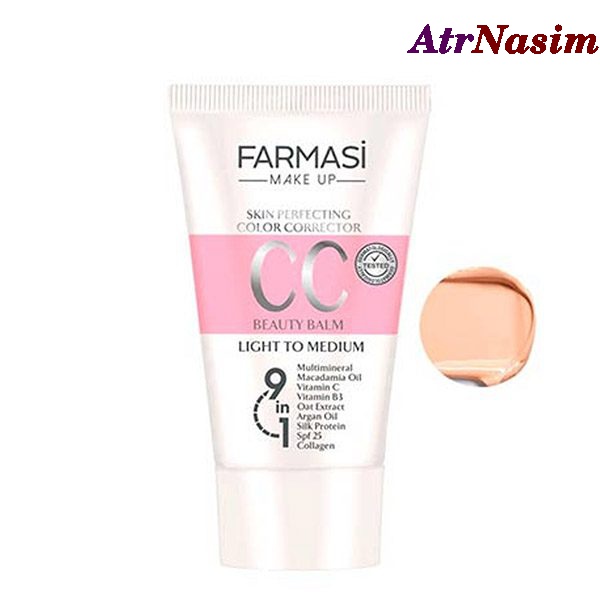 AtrNasim
FARMASi
MAKE UP
SKIN PERFECTING
COLOR CORRECTOR
CC
TESTED
BEAUTY BALM
LIGHT TO MEDIUM
9 in 1
Multimineral
Macadamia Oil
Vitamin C
Vitamin B3
Oat Extract
Argan Oil
Silk Protein
Spf 25
Collagen